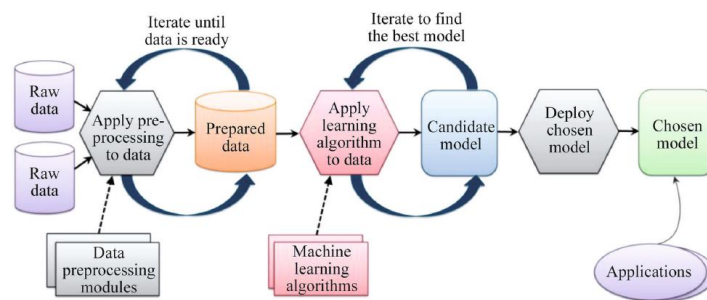 Iterate until
data is ready
Iterate to find
the best model
Raw
data
Raw
data
Apply pre-
processing
to data
Prepared
data
Apply
learning
algorithm
to data
Candidate
model
Deploy
chosen
model
Chosen
model
Data
preprocessing
modules
Machine
learning
algorithms
Applications